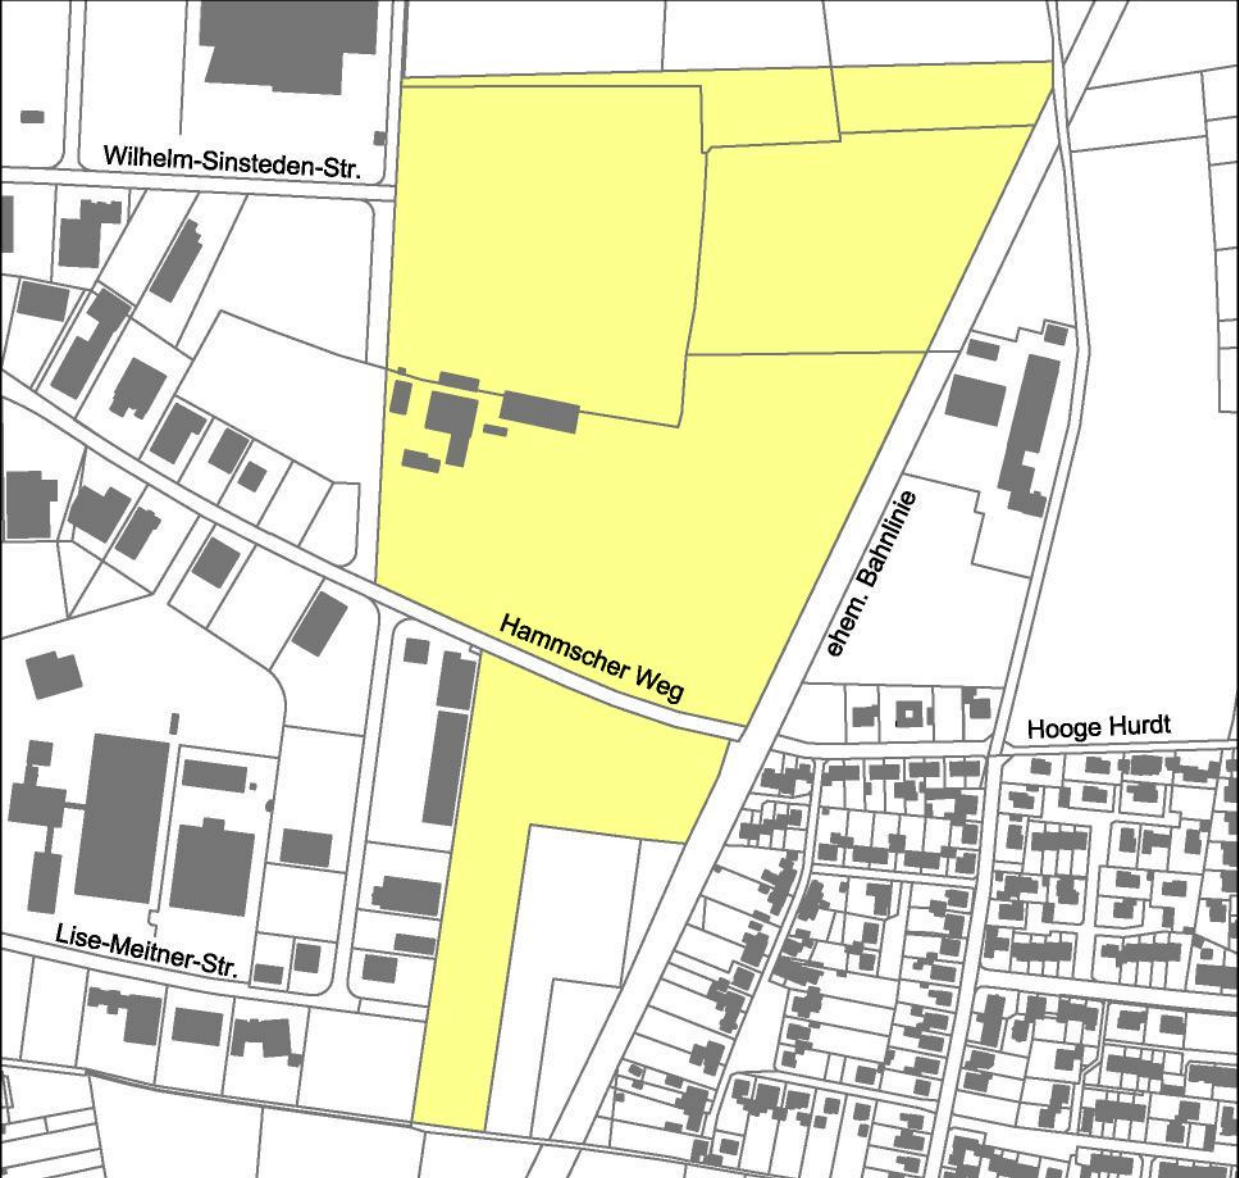 Wilhelm-Sinsteden-Str.
ehem. Bahnlinie
Hammscher Weg
Hooge Hurdt
Lise-Meitner-Str.